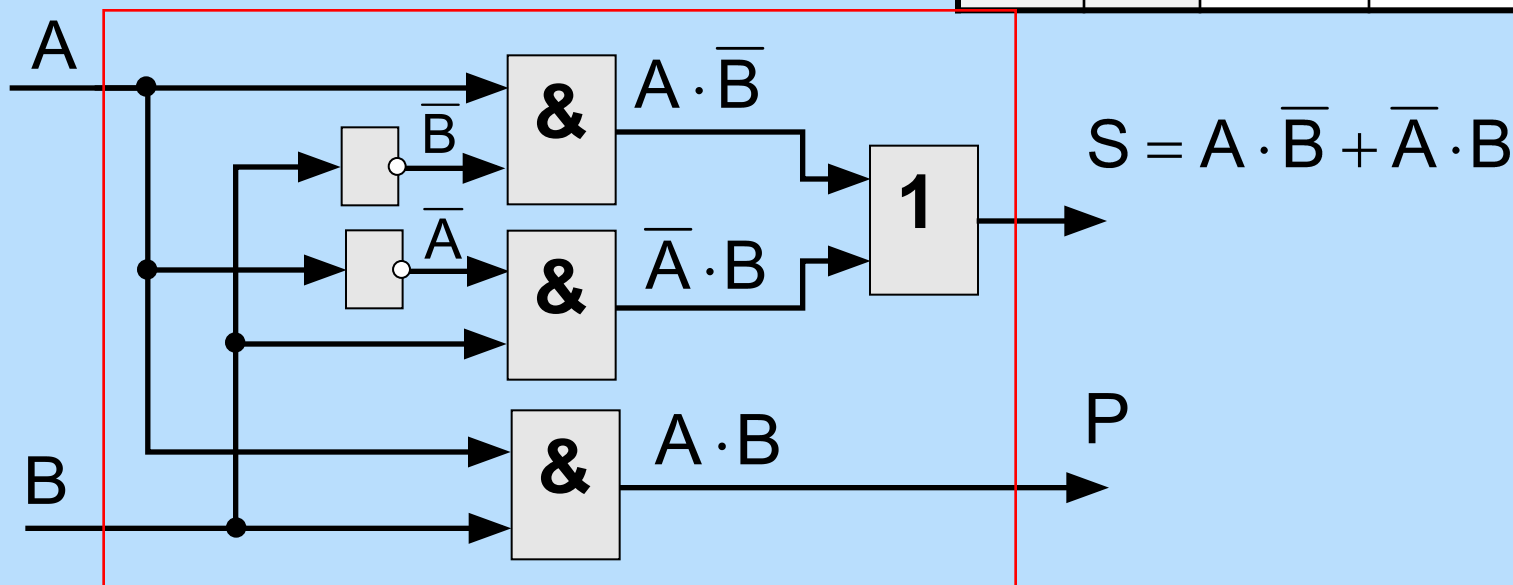 A
& A · B̅
B̅
S = A · B̅ + A̅ · B
1
A̅
& A̅ · B
P
& A · B
B